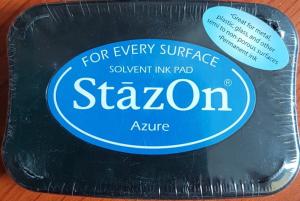 FOR EVERY SURFACE
SOLVENT INK PAD
StāzOn®
Azure
•Great for metal,
plastic, glass, and other
semi to non-porous surfaces
•Permanent ink